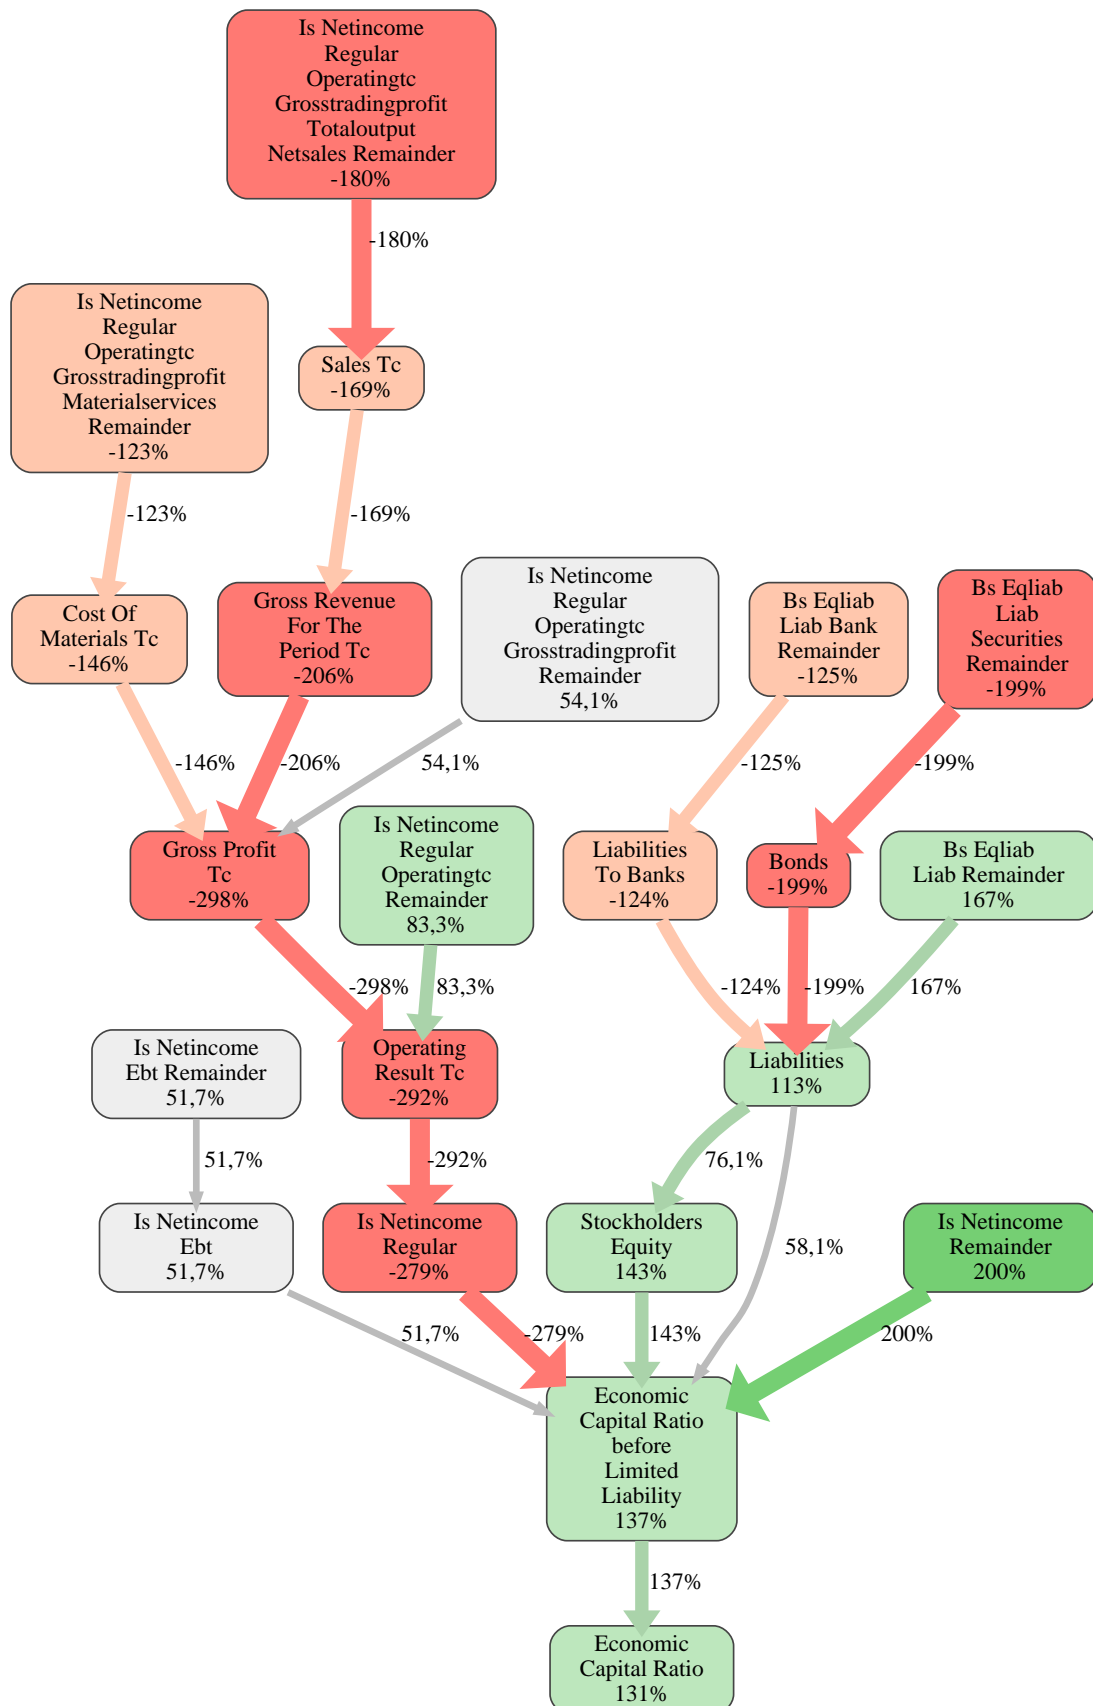 Is Netincome
Regular
Operatingtc
Grosstradingprofit
Totaloutput
Netsales Remainder
-180%
-180%
Is Netincome
Regular
Operatingtc
Grosstradingprofit
Materialservices
Remainder
-123%
Sales Tc
-169%
-123%
-169%
Cost Of
Materials Tc
-146%
Gross Revenue
For The
Period Tc
-206%
Is Netincome
Regular
Operatingtc
Grosstradingprofit
Remainder
54,1%
Bs Eqliab
Liab Bank
Remainder
-125%
Bs Eqliab
Liab
Securities
Remainder
-199%
-146%
-206%
54,1%
-125%
-199%
Gross Profit
Tc
-298%
Is Netincome
Regular
Operatingtc
Remainder
83,3%
Liabilities
To Banks
-124%
Bonds
-199%
Bs Eqliab
Liab Remainder
167%
-298%
83,3%
-124%
-199%
167%
Is Netincome
Ebt Remainder
51,7%
Operating
Result Tc
-292%
Liabilities
113%
51,7%
-292%
76,1%
58,1%
Is Netincome
Ebt
51,7%
Is Netincome
Regular
-279%
Stockholders
Equity
143%
Is Netincome
Remainder
200%
51,7%
-279%
143%
200%
Economic
Capital Ratio
before
Limited
Liability
137%
137%
Economic
Capital Ratio
131%